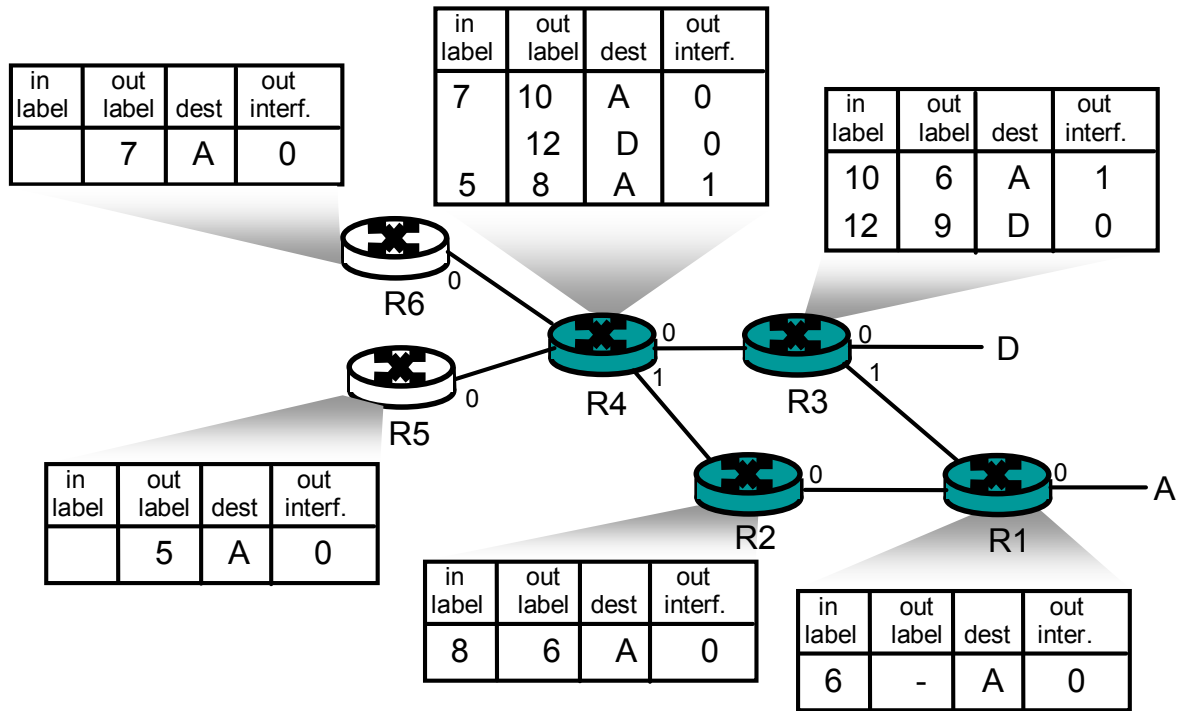 in out dest out
label label interf.
7 10 A 0
12 D 0
5 8 A 1
in out dest out
label label interf.
7 A 0
in out dest out
label label interf.
10 6 A 1
12 9 D 0
0
R6
0
1
R4
0
1
R3
D
0
R5
0
R2
0
R1
A
in out dest out
label label interf.
5 A 0
in out dest out
label label interf.
8 6 A 0
in out dest out
label label inter.
6 - A 0